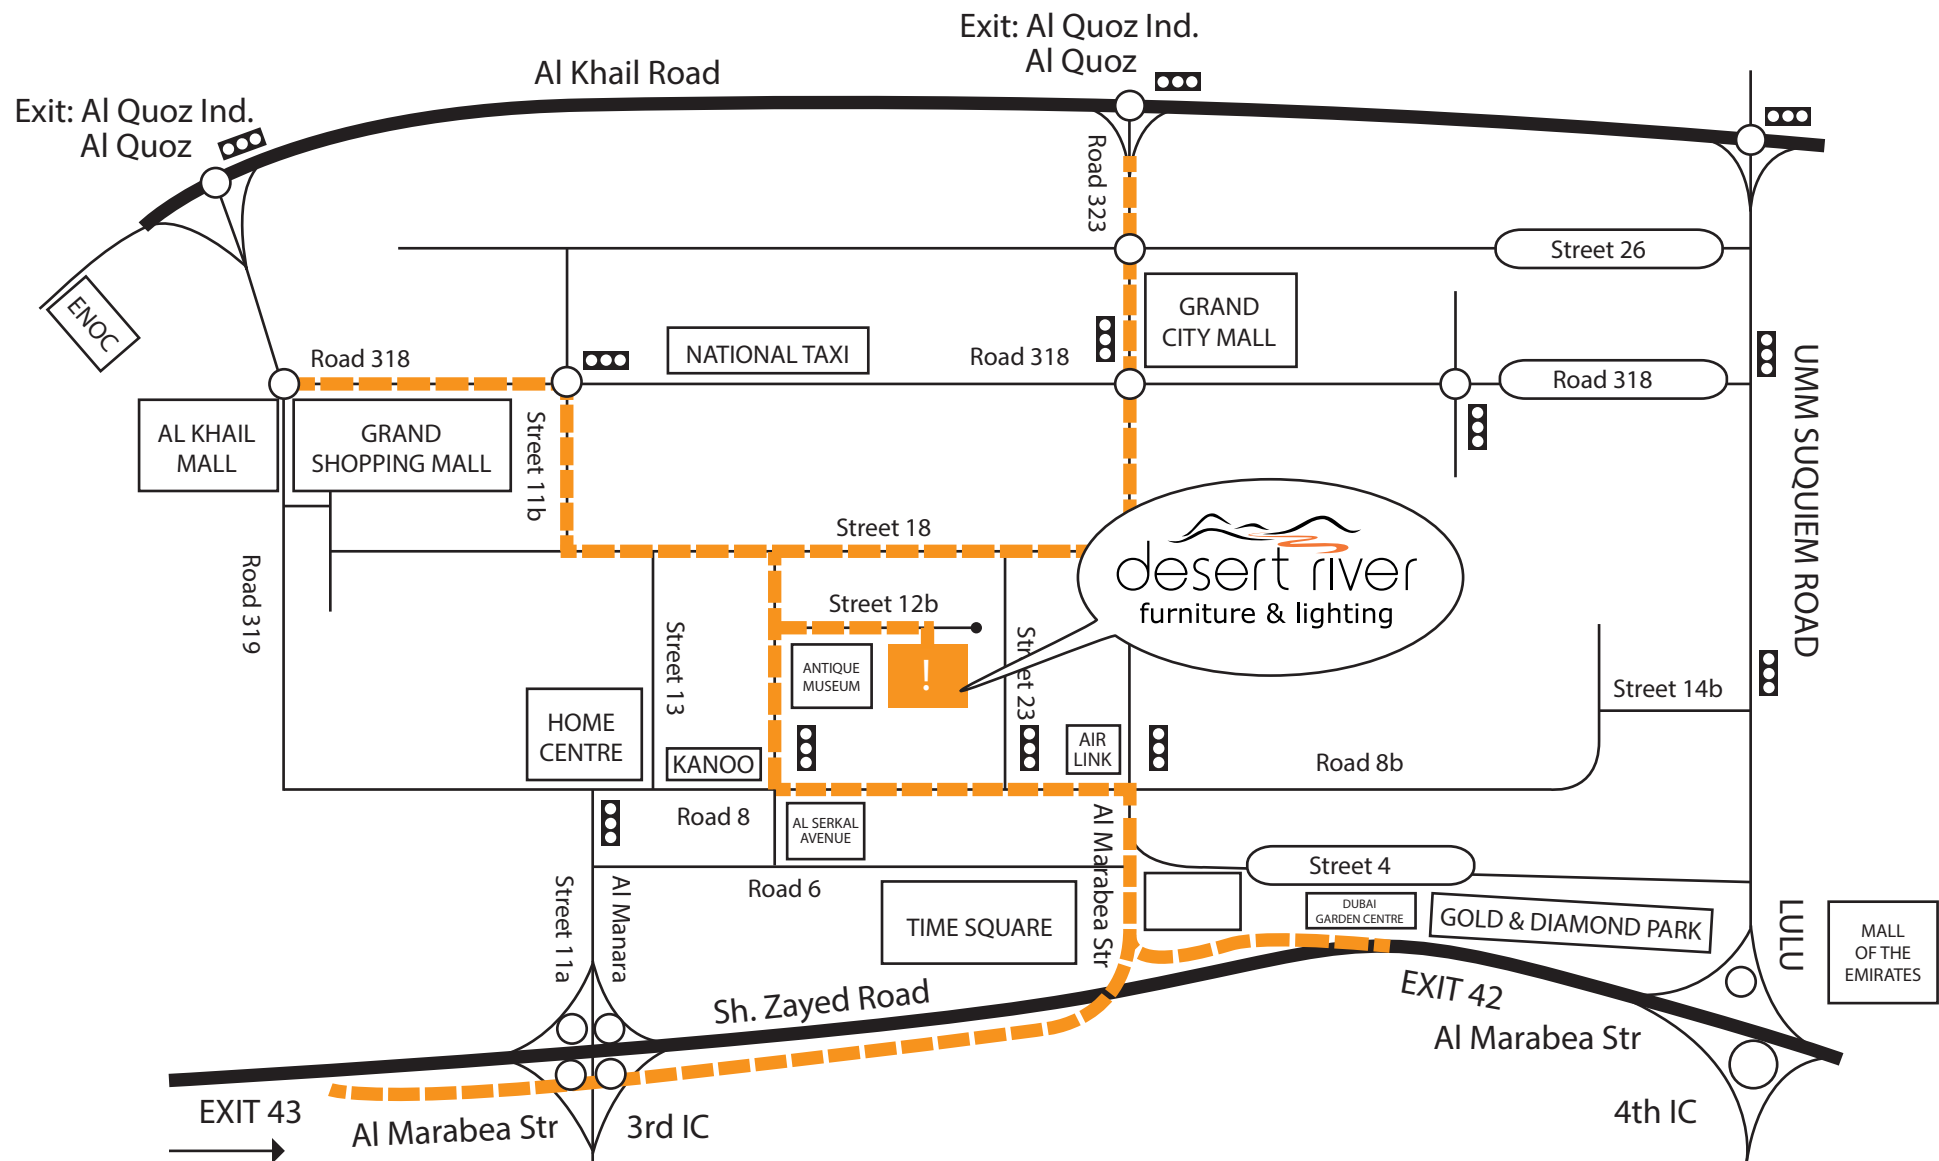 Exit: Al Quoz Ind.
Al Quoz
Al Khail Road
Exit: Al Quoz Ind.
Al Quoz
Road 323
Street 26
ENOC
GRAND
CITY MALL
Road 318
NATIONAL TAXI
Road 318
Road 318
UMM SUQUIEM ROAD
AL KHAIL
MALL
GRAND
SHOPPING MALL
Street 11b
Street 18
desert river
furniture & lighting
Road 319
Street 12b
Street 13
ANTIQUE
MUSEUM
!
Street 23
Street 14b
HOME
CENTRE
KANOO
AIR
LINK
Road 8b
Road 8
AL SERKAL
AVENUE
Al Marabea Str
Street 4
Road 6
Street 11a
Al Manara
TIME SQUARE
DUBAI
GARDEN CENTRE
GOLD & DIAMOND PARK
LULU
MALL
OF THE
EMIRATES
Sh. Zayed Road
EXIT 42
Al Marabea Str
EXIT 43
Al Marabea Str
3rd IC
4th IC